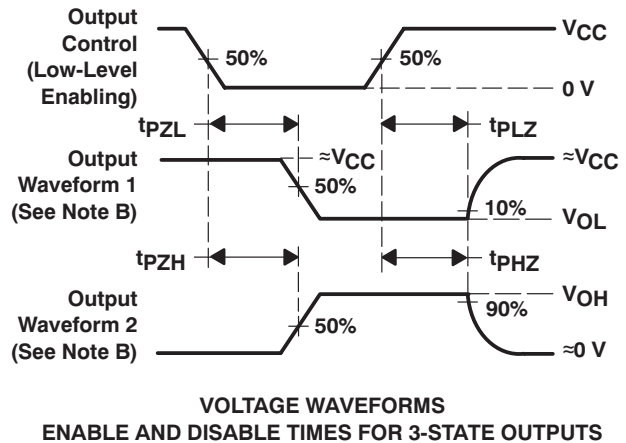 Output
Control
(Low-Level
Enabling)
50%
50%
VCC
0 V
tPZL
tPLZ
Output
Waveform 1
(See Note B)
≈VCC
50%
10%
≈VCC
VOL
tPZH
tPHZ
Output
Waveform 2
(See Note B)
50%
90%
VOH
≈0 V
VOLTAGE WAVEFORMS
ENABLE AND DISABLE TIMES FOR 3-STATE OUTPUTS